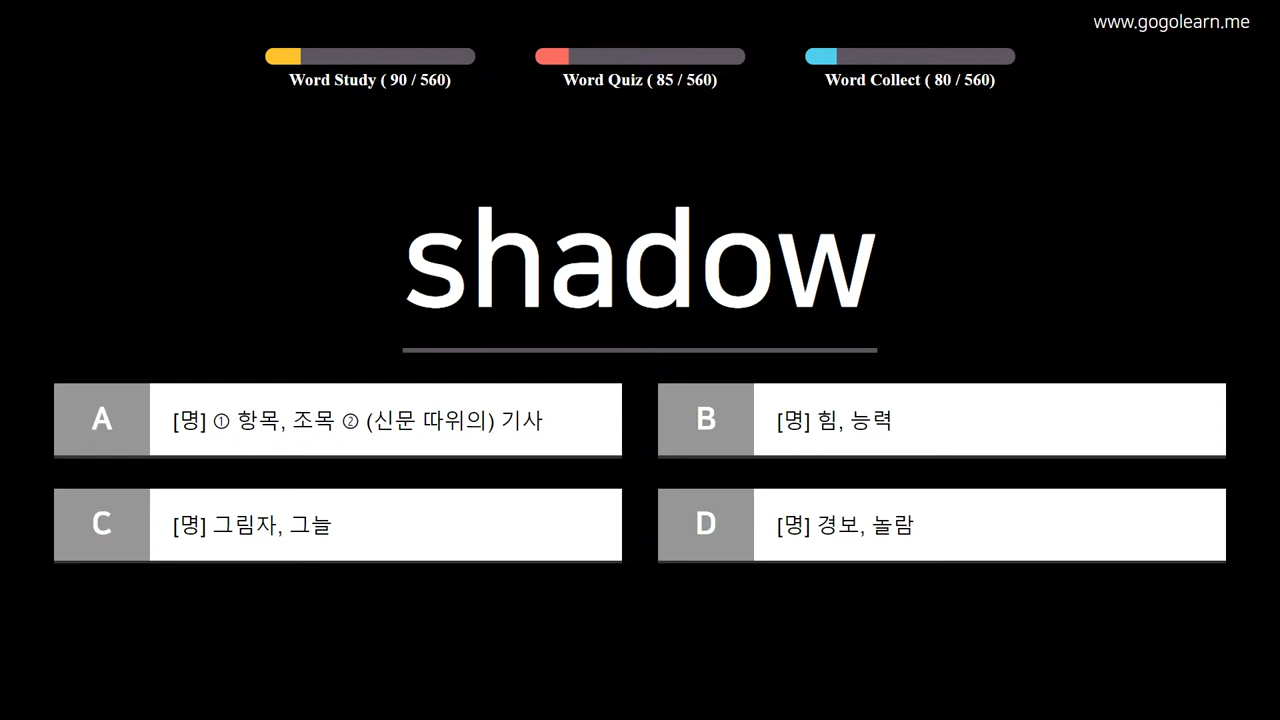 www.gogolearn.me
Word Study ( 90 / 560)
Word Quiz ( 85 / 560)
Word Collect ( 80 / 560)
shadow
A
[명] ① 항목, 조목 ② (신문 따위의) 기사
B
[명] 힘, 능력
C
[명] 그림자, 그늘
D
[명] 경보, 놀람